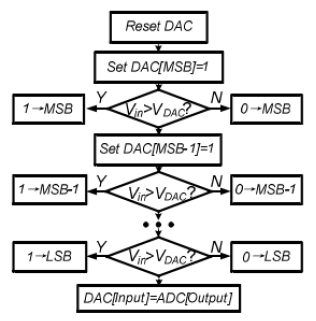 Reset DAC
Set DAC[MSB]=1
Y
N
1→MSB
Vin>VDAC?
0→MSB
Set DAC[MSB-1]=1
Y
N
1→MSB-1
Vin>VDAC?
0→MSB-1
Y
N
1→LSB
Vin>VDAC?
0→LSB
DAC[Input]=ADC[Output]